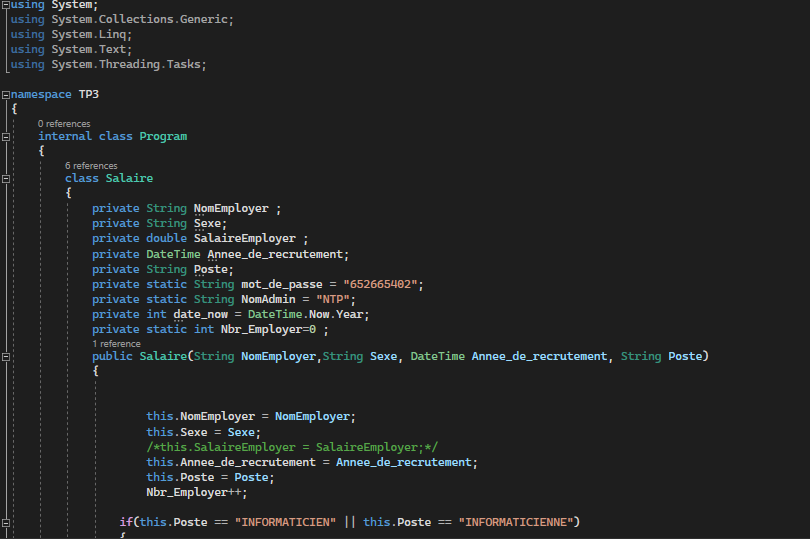 using System;
using System.Collections.Generic;
using System.Linq;
using System.Text;
using System.Threading.Tasks;
namespace TP3
{
0 references
internal class Program
{
6 references
class Salaire
{
private String NomEmployer ;
private String Sexe;
private double SalaireEmployer ;
private DateTime Annee_de_recrutement;
private String Poste;
private static String mot_de_passe = "652665402";
private static String NomAdmin = "NTP";
private int date_now = DateTime.Now.Year;
private static int Nbr_Employer=0 ;
1 reference
public Salaire(String NomEmployer,String Sexe, DateTime Annee_de_recrutement, String Poste)
{
this.NomEmployer = NomEmployer;
this.Sexe = Sexe;
/*this.SalaireEmployer = SalaireEmployer;*/
this.Annee_de_recrutement = Annee_de_recrutement;
this.Poste = Poste;
Nbr_Employer++;
if(this.Poste == "INFORMATICIEN" || this.Poste == "INFORMATICIENNE")
{